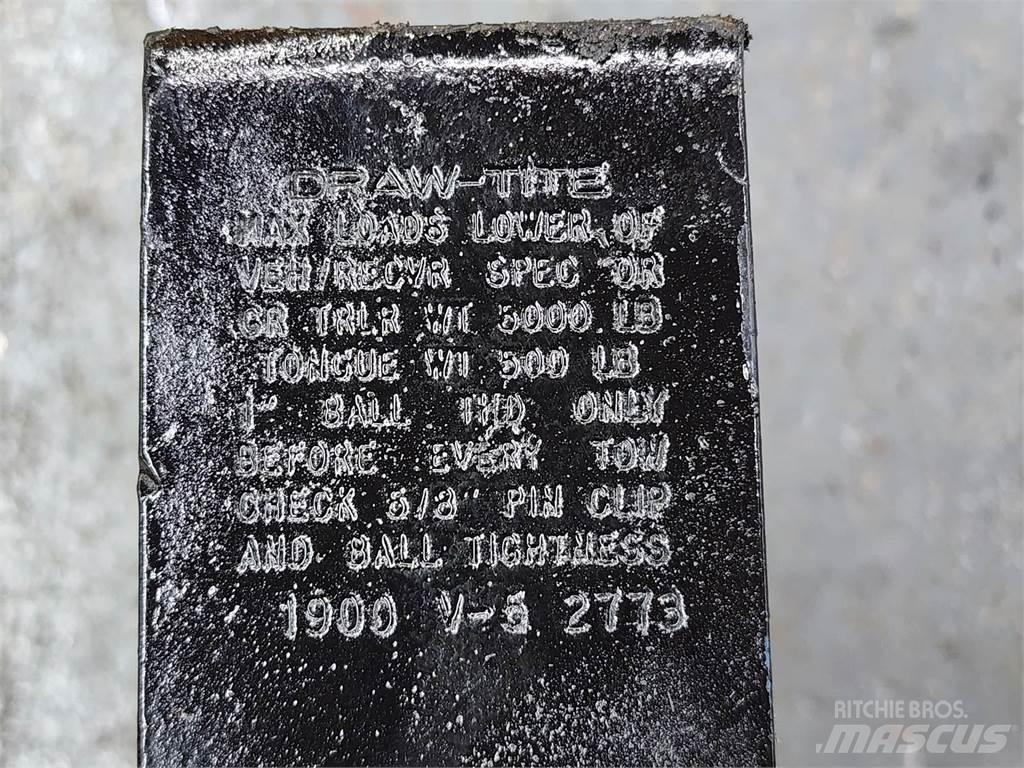 DRAW-TITE
MAX LOADS LOWER OF
VEH/RECVR SPEC OR
GR TRLR WT 5000 LB
TONGUE WT 500 LB
1" BALL THD ONLY
BEFORE EVERY TOW
CHECK 5/8" PIN CLIP
AND BALL TIGHTNESS
1900 V-5 2773
RITCHIE BROS.
MASCUS